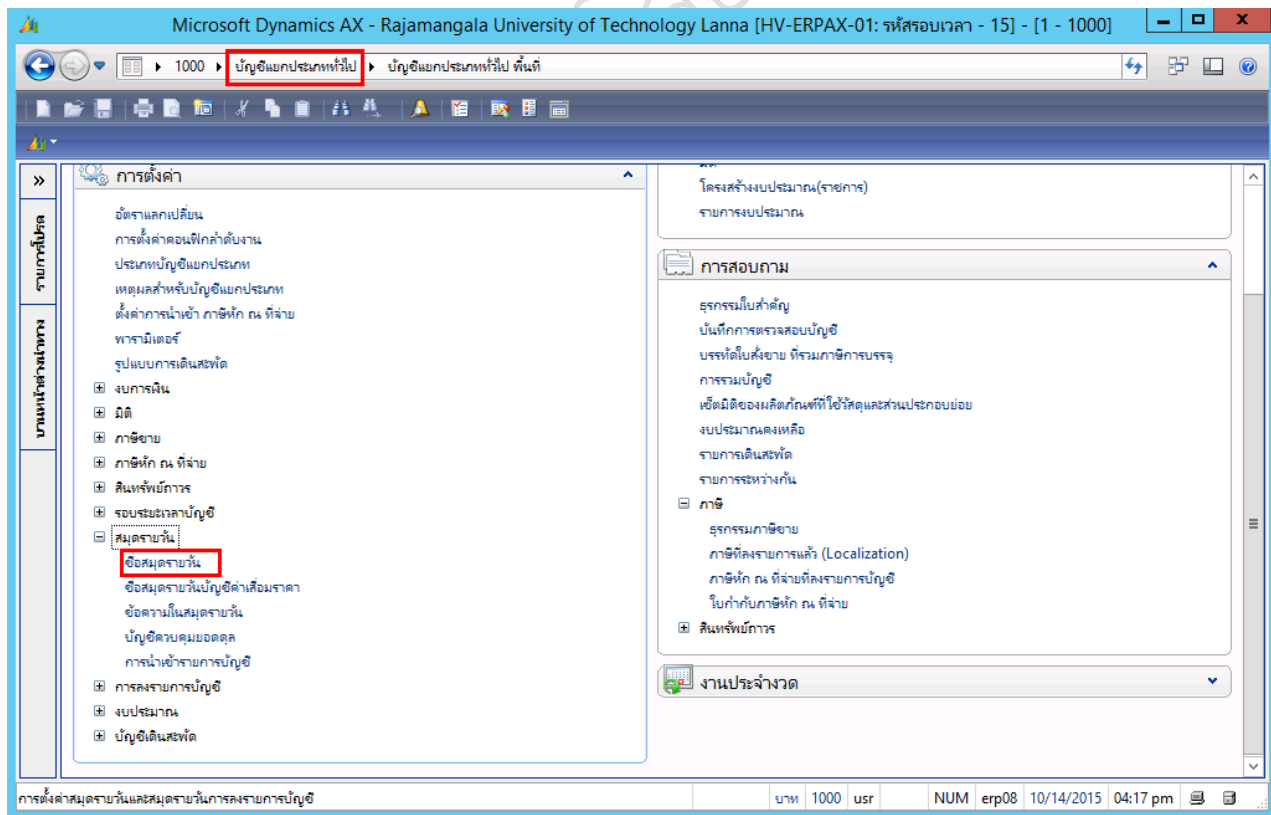 Microsoft Dynamics AX - Rajamangala University of Technology Lanna [HV-ERPAX-01: รหัสรอบเวลา - 15] - [1 - 1000]
1000 บัญชีแยกประเภททั่วไป บัญชีแยกประเภททั่วไป พื้นที่
รายการโปรด
บานหน้าต่างนำทาง
การตั้งค่า
อัตราแลกเปลี่ยน
การตั้งค่าคอนฟิกลำดับงาน
ประเภทบัญชีแยกประเภท
เหตุผลสำหรับบัญชีแยกประเภท
ตั้งค่าการนำเข้า ภาษีหัก ณ ที่จ่าย
พารามิเตอร์
รูปแบบการเดินสะพัด
งบการเงิน
มิติ
ภาษีขาย
ภาษีหัก ณ ที่จ่าย
สินทรัพย์ถาวร
รอบระยะเวลาบัญชี
สมุดรายวัน
ชื่อสมุดรายวัน
ชื่อสมุดรายวันบัญชีค่าเสื่อมราคา
ข้อความในสมุดรายวัน
บัญชีควบคุมยอดดุล
การนำเข้ารายการบัญชี
การลงรายการบัญชี
งบประมาณ
บัญชีเดินสะพัด
โครงสร้างงบประมาณ(ราชการ)
รายการงบประมาณ
การสอบถาม
ธุรกรรมใบสำคัญ
บันทึกการตรวจสอบบัญชี
บรรทัดใบสั่งขาย ที่รวมภาษีการบรรจุ
การรวมบัญชี
เซ็ตมิติของผลิตภัณฑ์ที่ใช้วัสดุและส่วนประกอบย่อย
งบประมาณคงเหลือ
รายการเดินสะพัด
รายการระหว่างกัน
ภาษี
ธุรกรรมภาษีขาย
ภาษีที่ลงรายการแล้ว (Localization)
ภาษีหัก ณ ที่จ่ายที่ลงรายการบัญชี
ใบกำกับภาษีหัก ณ ที่จ่าย
สินทรัพย์ถาวร
งานประจำงวด
การตั้งค่าสมุดรายวันและสมุดรายวันการลงรายการบัญชี
บาท 1000 usr NUM erp08 10/14/2015 04:17 pm